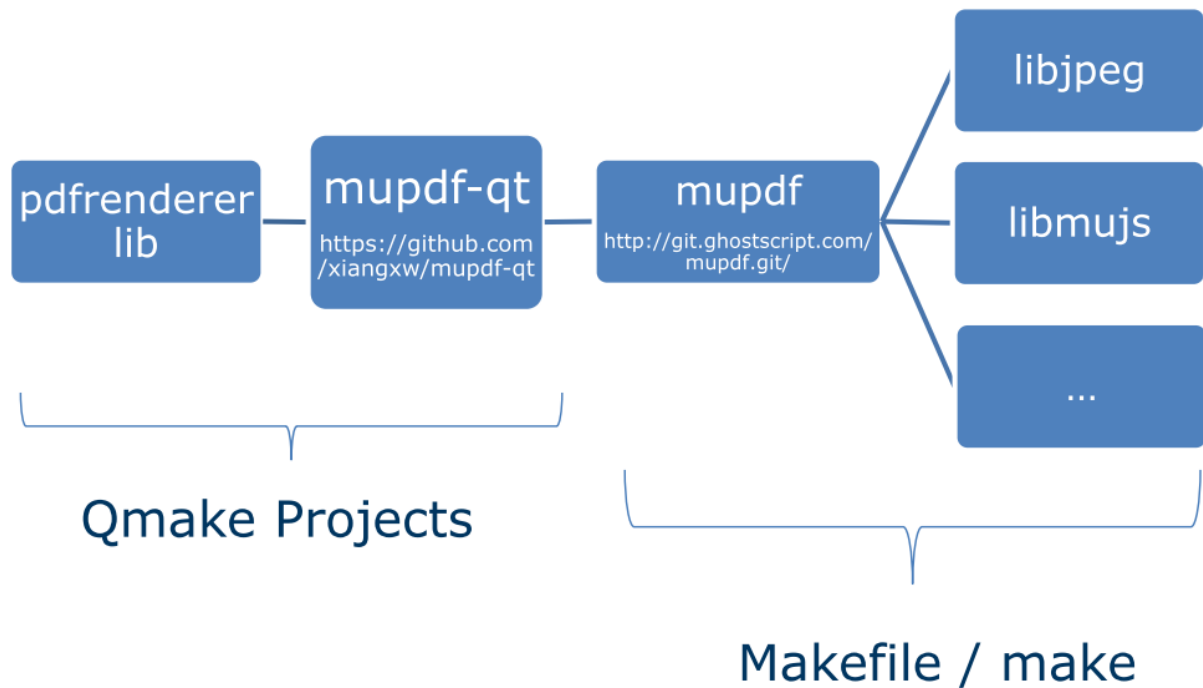 pdfrenderer
lib
mupdf-qt
https://github.com
/xiangxw/mupdf-qt
mupdf
http://git.ghostscript.com/
mupdf.git/
libjpeg
libmujs
...
Qmake Projects
Makefile / make